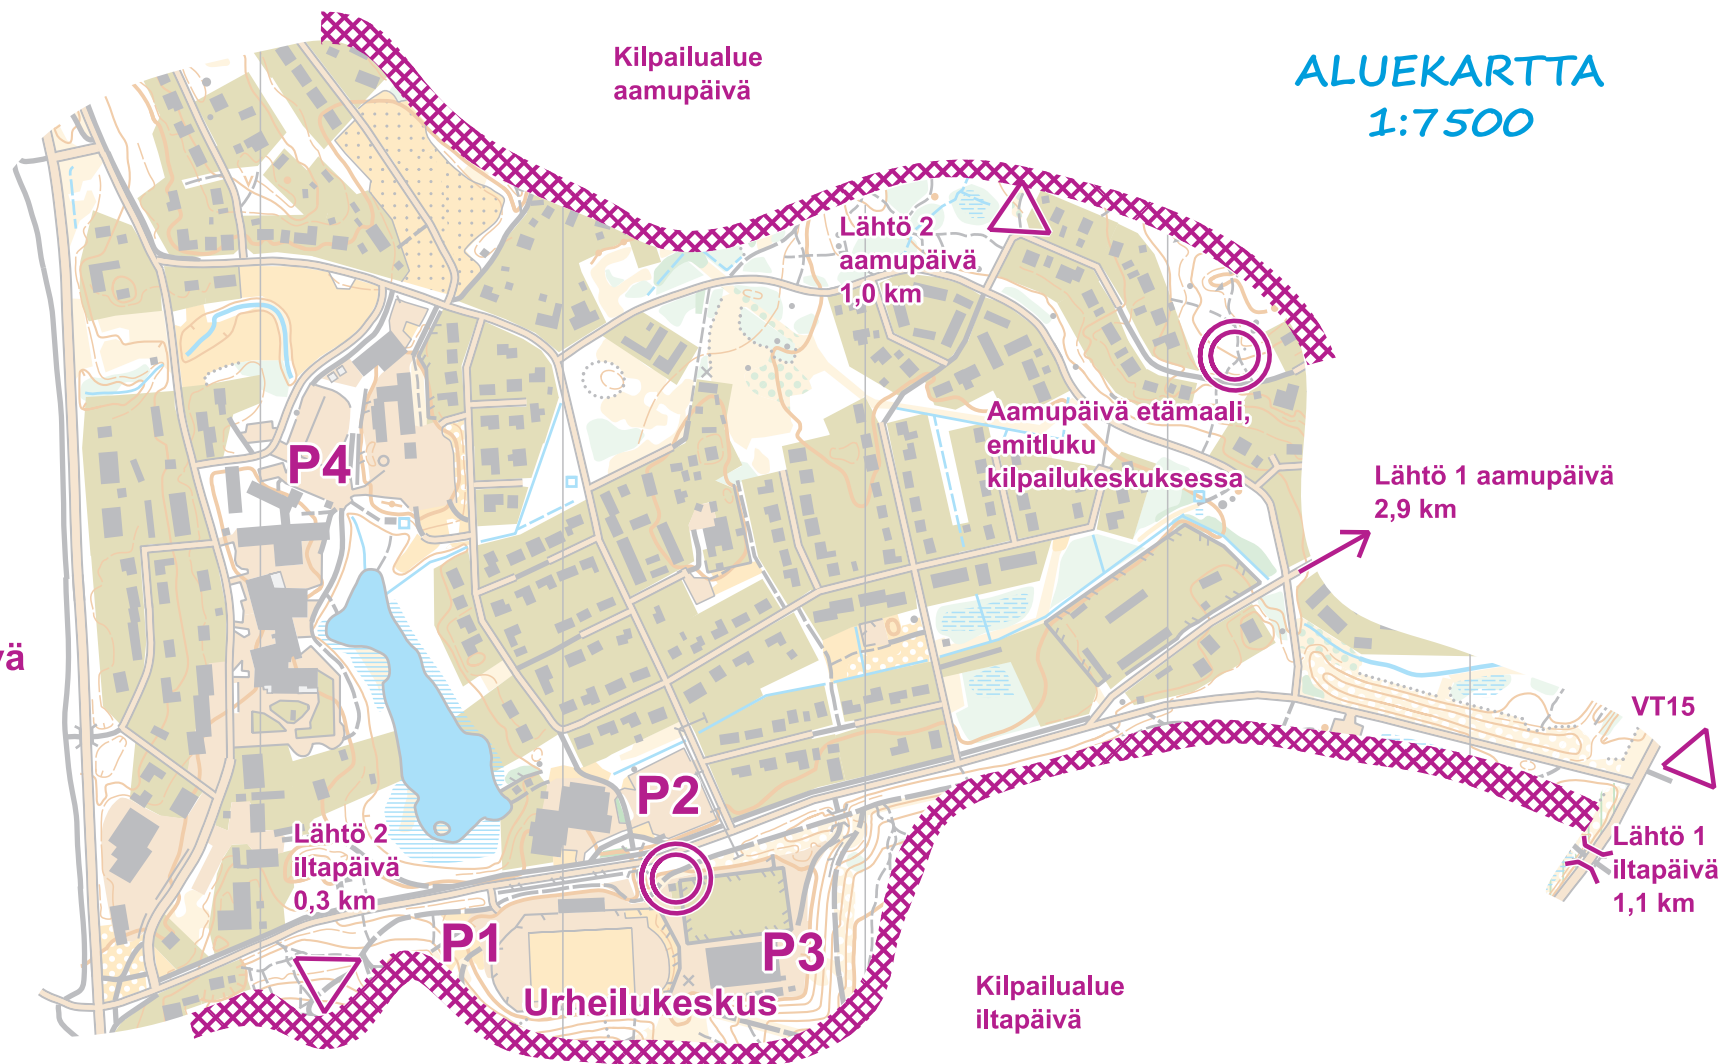 Kilpailualue
aamupäivä
ALUEKARTTA
1:7500
Lähtö 2
aamupäivä
1,0 km
Aamupäivä etämaali,
emitluku
kilpailukeskuksessa
Lähtö 1 aamupäivä
2,9 km
P4
VT15
P2
Lähtö 2
iltapäivä
0,3 km
Lähtö 1
iltapäivä
1,1 km
P1
P3
Urheilukeskus
Kilpailualue
iltapäivä